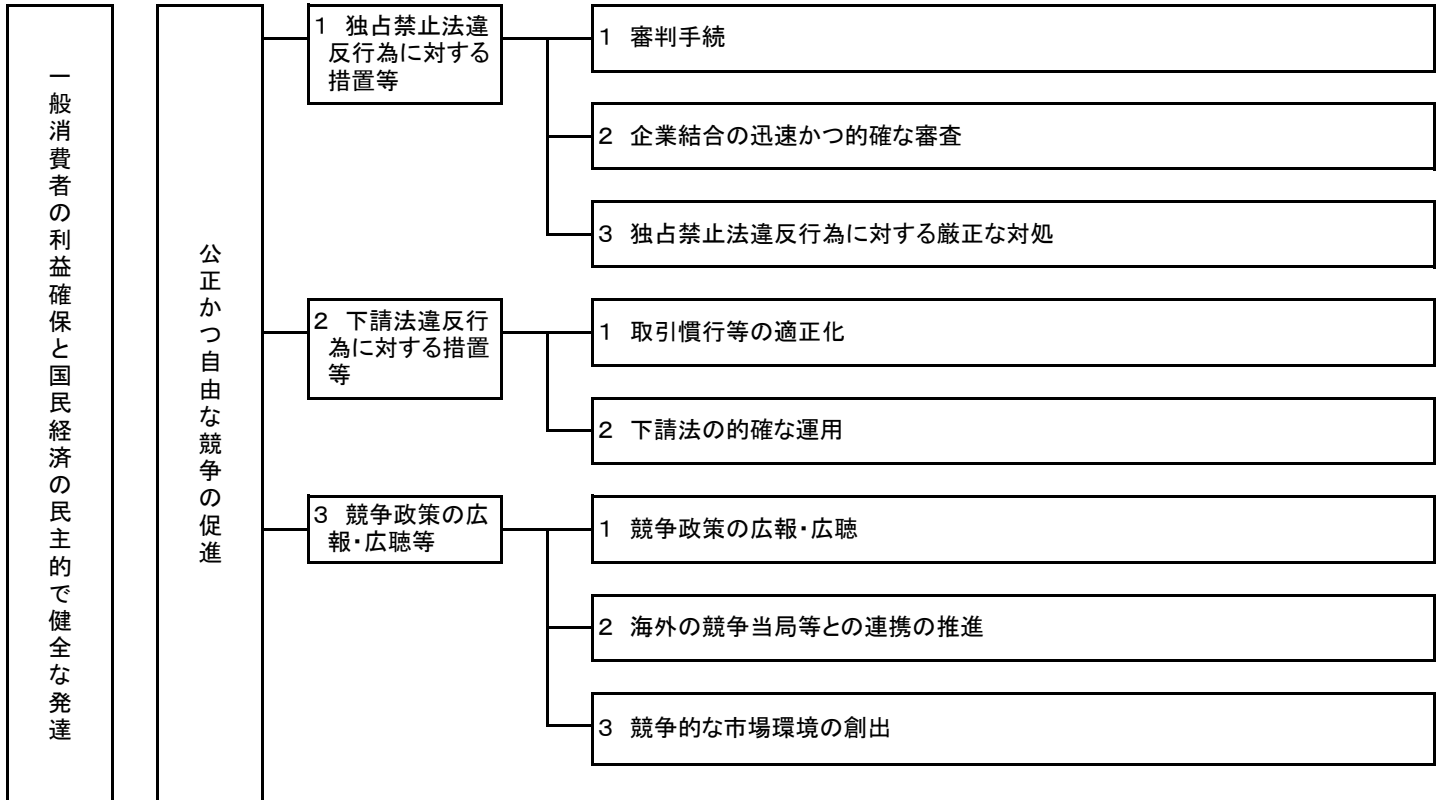 一般消費者の利益確保と国民経済の民主的で健全な発達
公正かつ自由な競争の促進
1 独占禁止法違
反行為に対する
措置等
1 審判手続
2 企業結合の迅速かつ的確な審査
3 独占禁止法違反行為に対する厳正な対処
2 下請法違反行
為に対する措置
等
1 取引慣行等の適正化
2 下請法の的確な運用
3 競争政策の広
報・広聴等
1 競争政策の広報・広聴
2 海外の競争当局等との連携の推進
3 競争的な市場環境の創出